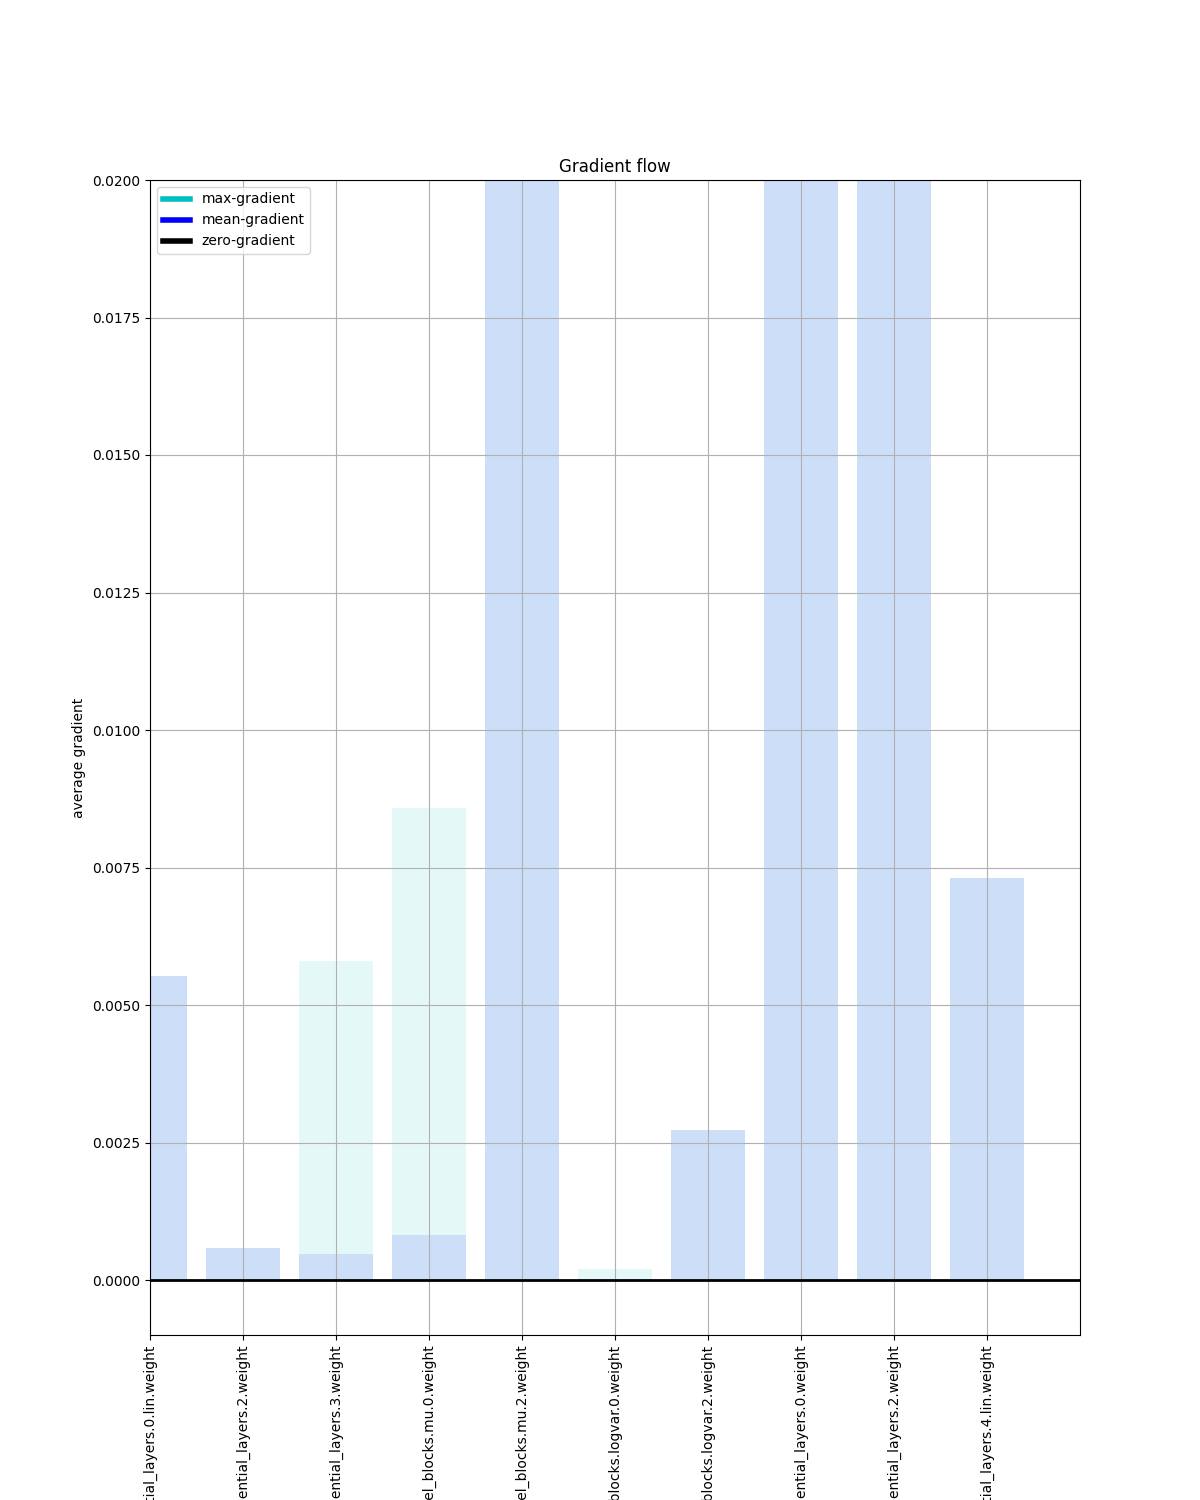 Gradient flow
max-gradient
mean-gradient
zero-gradient
0.0200
0.0175
0.0150
0.0125
0.0100
0.0075
0.0050
0.0025
0.0000
average gradient
tial_layers.0.lin.weight
ential_layers.2.weight
ential_layers.3.weight
el_blocks.mu.0.weight
el_blocks.mu.2.weight
blocks.logvar.0.weight
blocks.logvar.2.weight
ential_layers.0.weight
ential_layers.2.weight
tial_layers.4.lin.weight